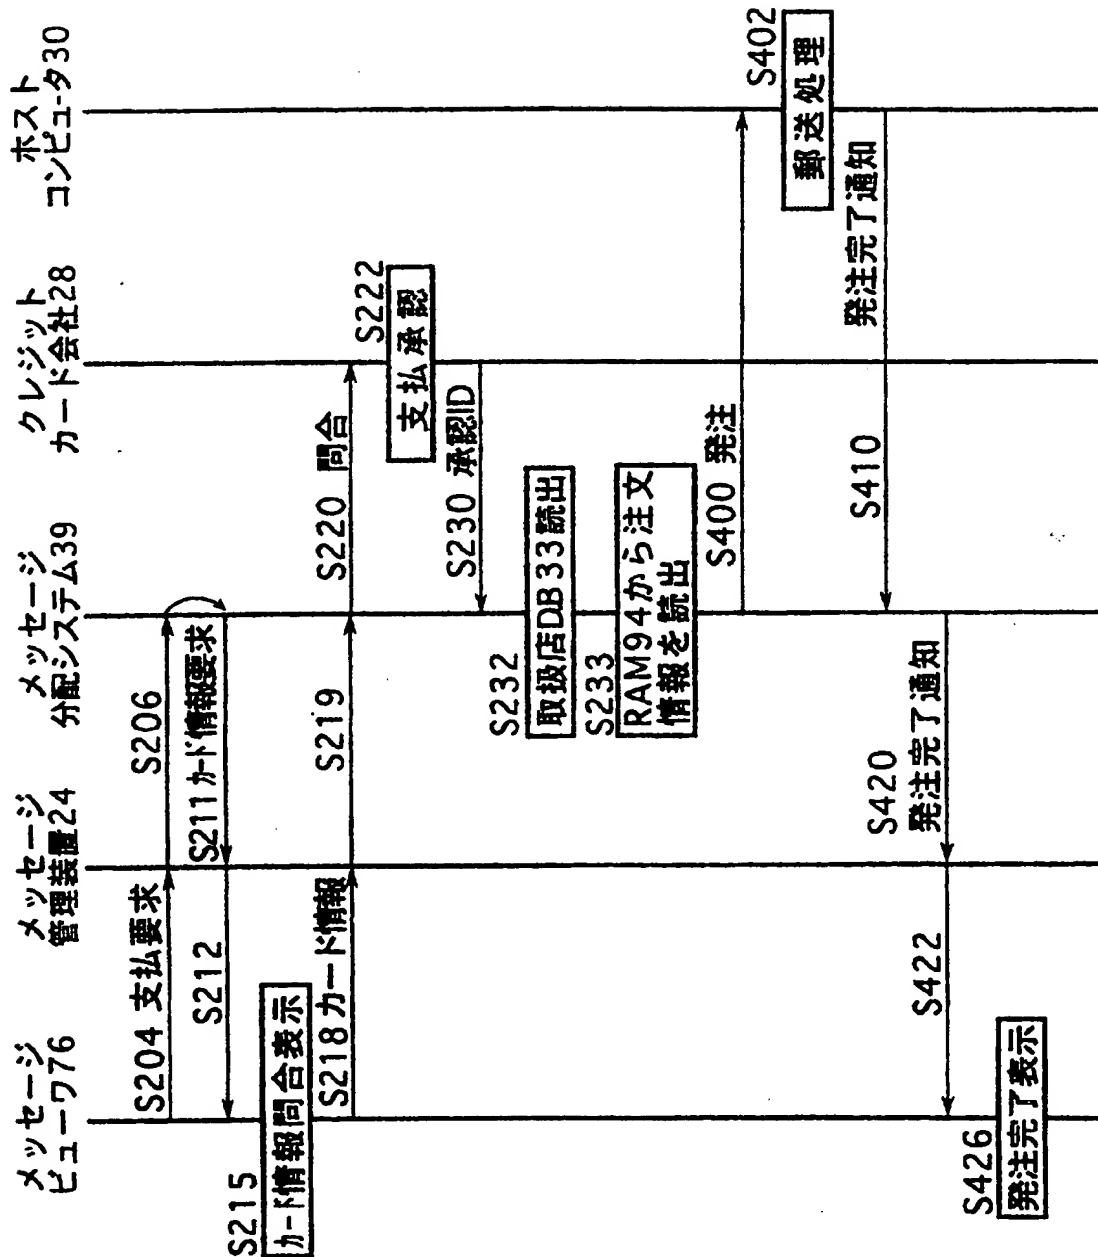 メッセージ
ビューワ76
メッセージ
管理装置24
メッセージ
分配システム39
クレジット
カード会社28
ホスト
コンピュータ30
S204 支払要求
S206
S211 カード情報要求
S212
S215
カード情報問合表示
S218 カード情報
S219
S220 問合
S222
支払承認
S230 承認ID
S232
取扱店DB33読出
S233
RAM94から注文
情報を読出
S400 発注
S402
郵送処理
S410
発注完了通知
S420
発注完了通知
S422
S426
発注完了表示